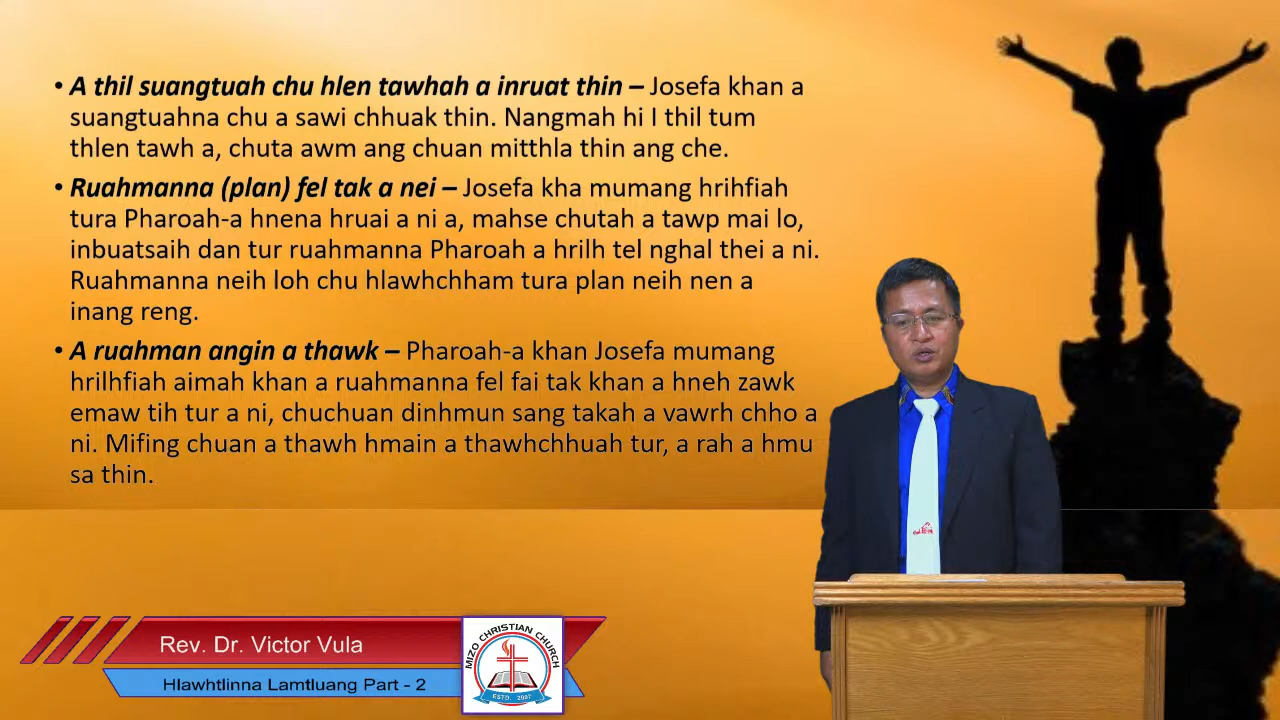 • A thil suangtuah chu hlen tawhah a inruat thin – Josefa khan a
suangtuahna chu a sawi chhuak thin. Nangmah hi I thil tum
thlen tawh a, chuta awm ang chuan mitthla thin ang che.
• Ruahmanna (plan) fel tak a nei – Josefa kha mumang hrihfiah
tura Pharoah-a hnena hruai a ni a, mahse chutah a tawp mai lo,
inbuatsaih dan tur ruahmanna Pharoah a hrilh tel nghal thei a ni.
Ruahmanna neih loh chu hlawhchham tura plan neih nen a
inang reng.
• A ruahman angin a thawk – Pharoah-a khan Josefa mumang
hrilhfiah aimah khan a ruahmanna fel fai tak khan a hneh zawk
emaw tih tur a ni, chuchuan dinhmun sang takah a vawrh chho a
ni. Mifing chuan a thawh hmain a thawhchhuah tur, a rah a hmu
sa thin.
Rev. Dr. Victor Vula
Hlawhtlinna Lamtluang Part - 2
MIZO CHRISTIAN CHURCH
ESTD. 2007